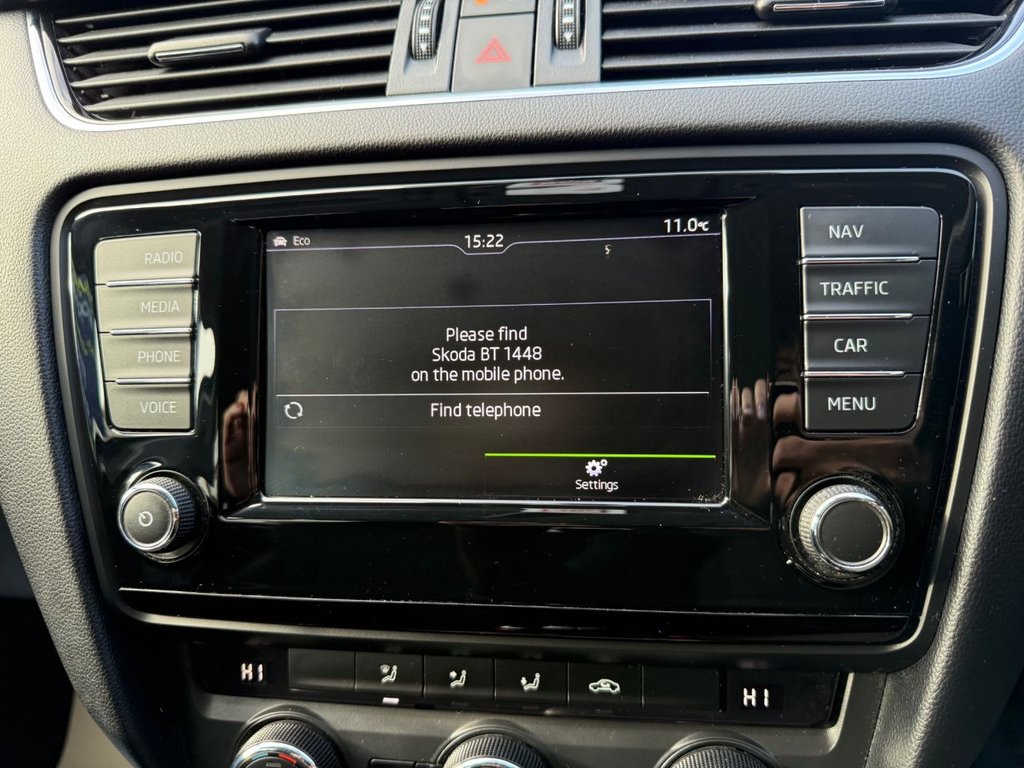 Eco
15:22
11.0°C
RADIO
MEDIA
PHONE
VOICE
Please find
Skoda BT 1448
on the mobile phone.
Find telephone
Settings
NAV
TRAFFIC
CAR
MENU
HI
HI